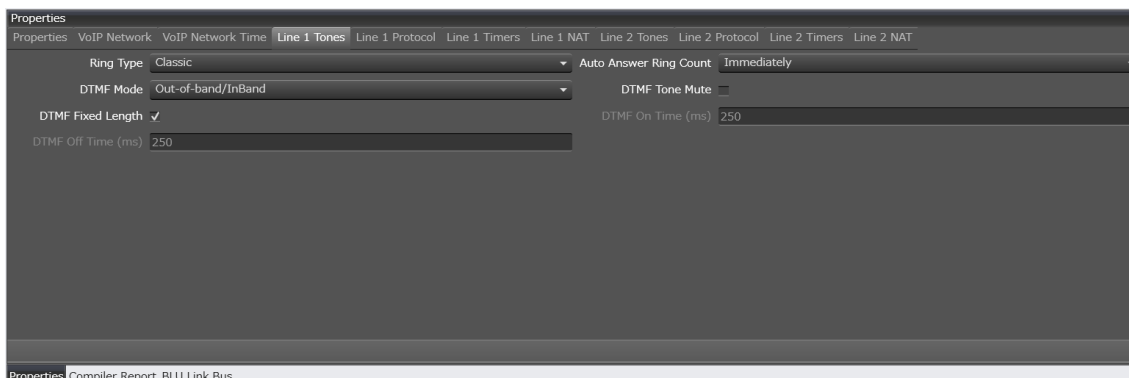 Properties
Properties VoIP Network VoIP Network Time Line 1 Tones Line 1 Protocol Line 1 Timers Line 1 NAT Line 2 Tones Line 2 Protocol Line 2 Timers Line 2 NAT
Ring Type Classic Auto Answer Ring Count Immediately
DTMF Mode Out-of-band/InBand DTMF Tone Mute
DTMF Fixed Length DTMF On Time (ms) 250
DTMF Off Time (ms) 250
Properties Compiler Report BLU Link Bus